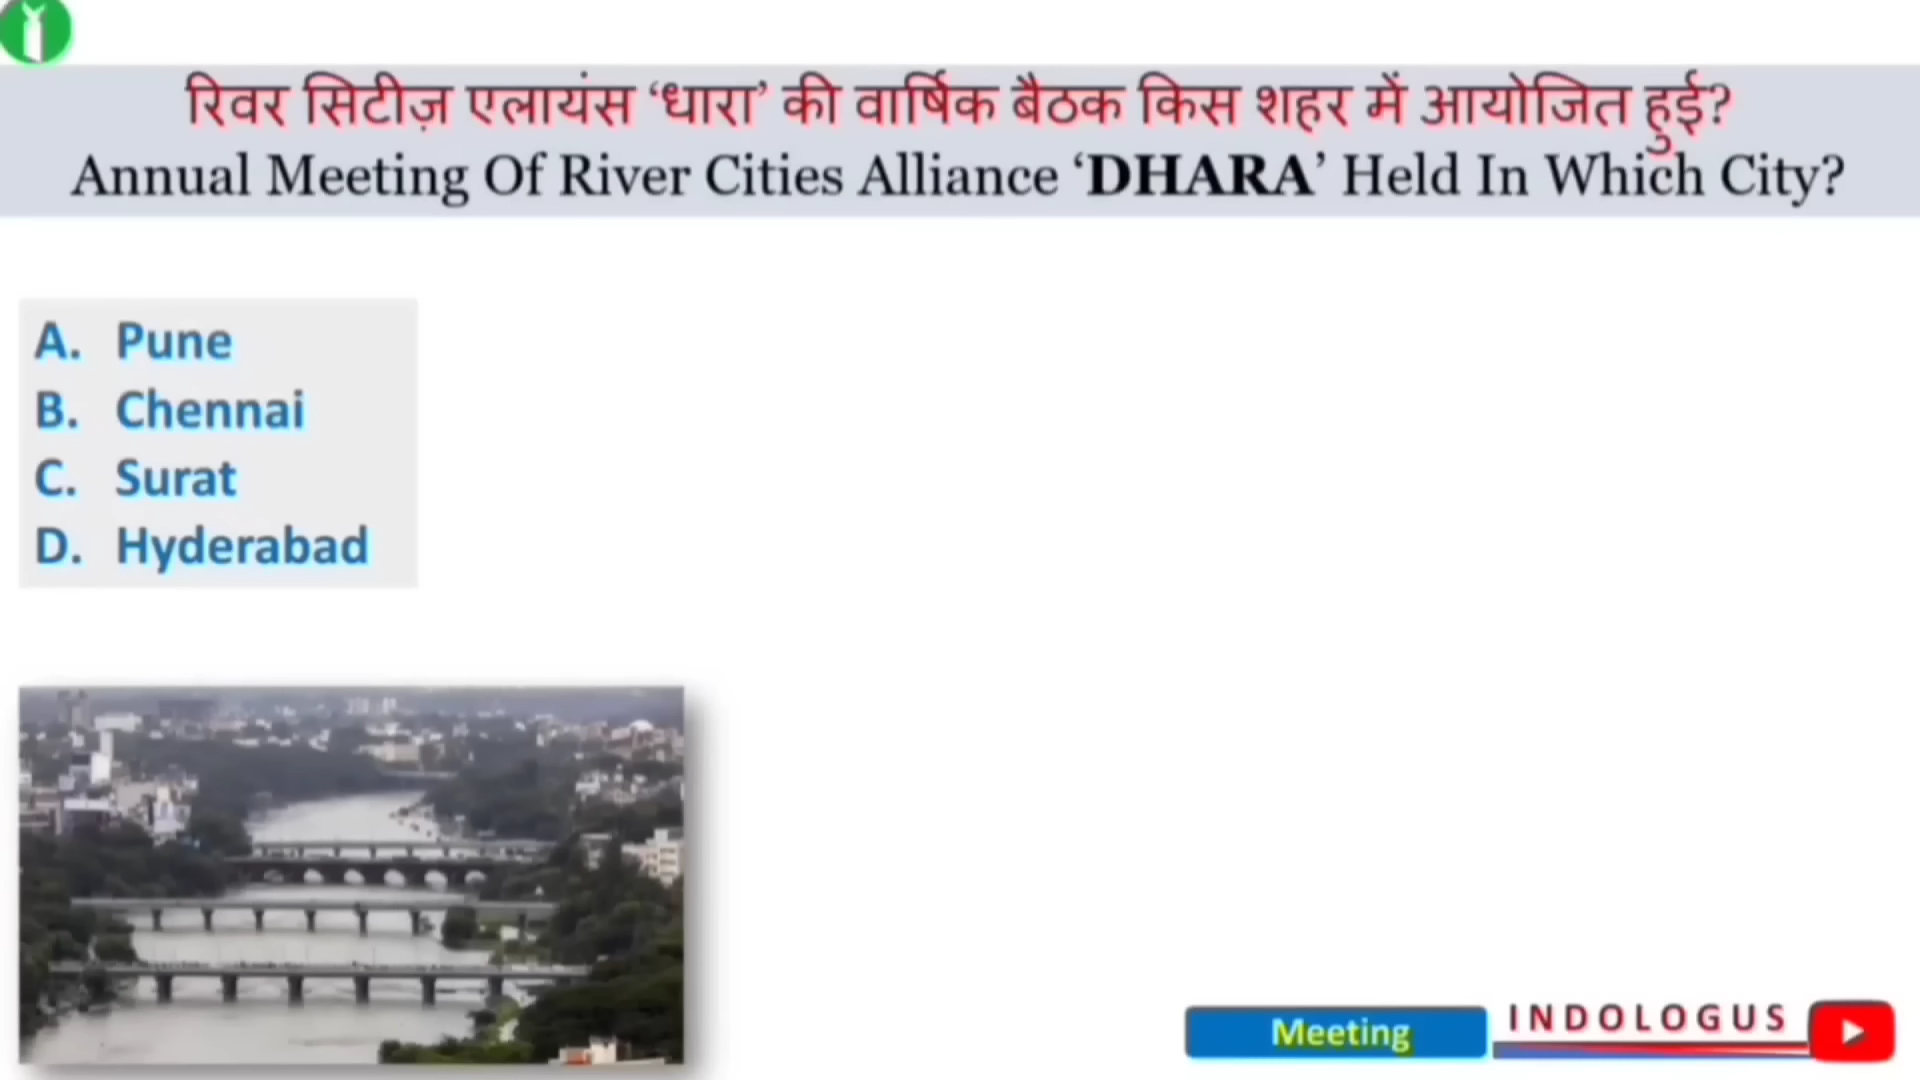 रिवर सिटीज़ एलायंस ‘धारा’ की वार्षिक बैठक किस शहर में आयोजित हुई?
Annual Meeting Of River Cities Alliance ‘DHARA’ Held In Which City?
A. Pune
B. Chennai
C. Surat
D. Hyderabad
Meeting
INDOLOGUS